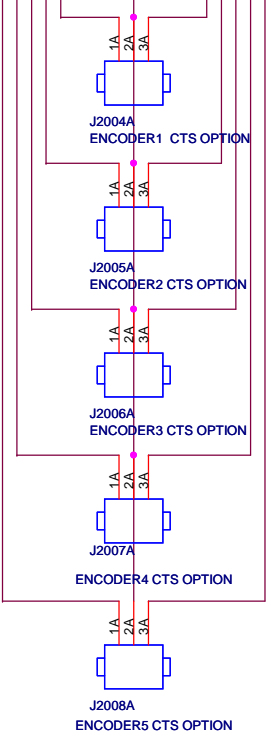 1A 2A 3A
J2004A
ENCODER1 CTS OPTION
1A 2A 3A
J2005A
ENCODER2 CTS OPTION
1A 2A 3A
J2006A
ENCODER3 CTS OPTION
1A 2A 3A
J2007A
ENCODER4 CTS OPTION
1A 2A 3A
J2008A
ENCODER5 CTS OPTION